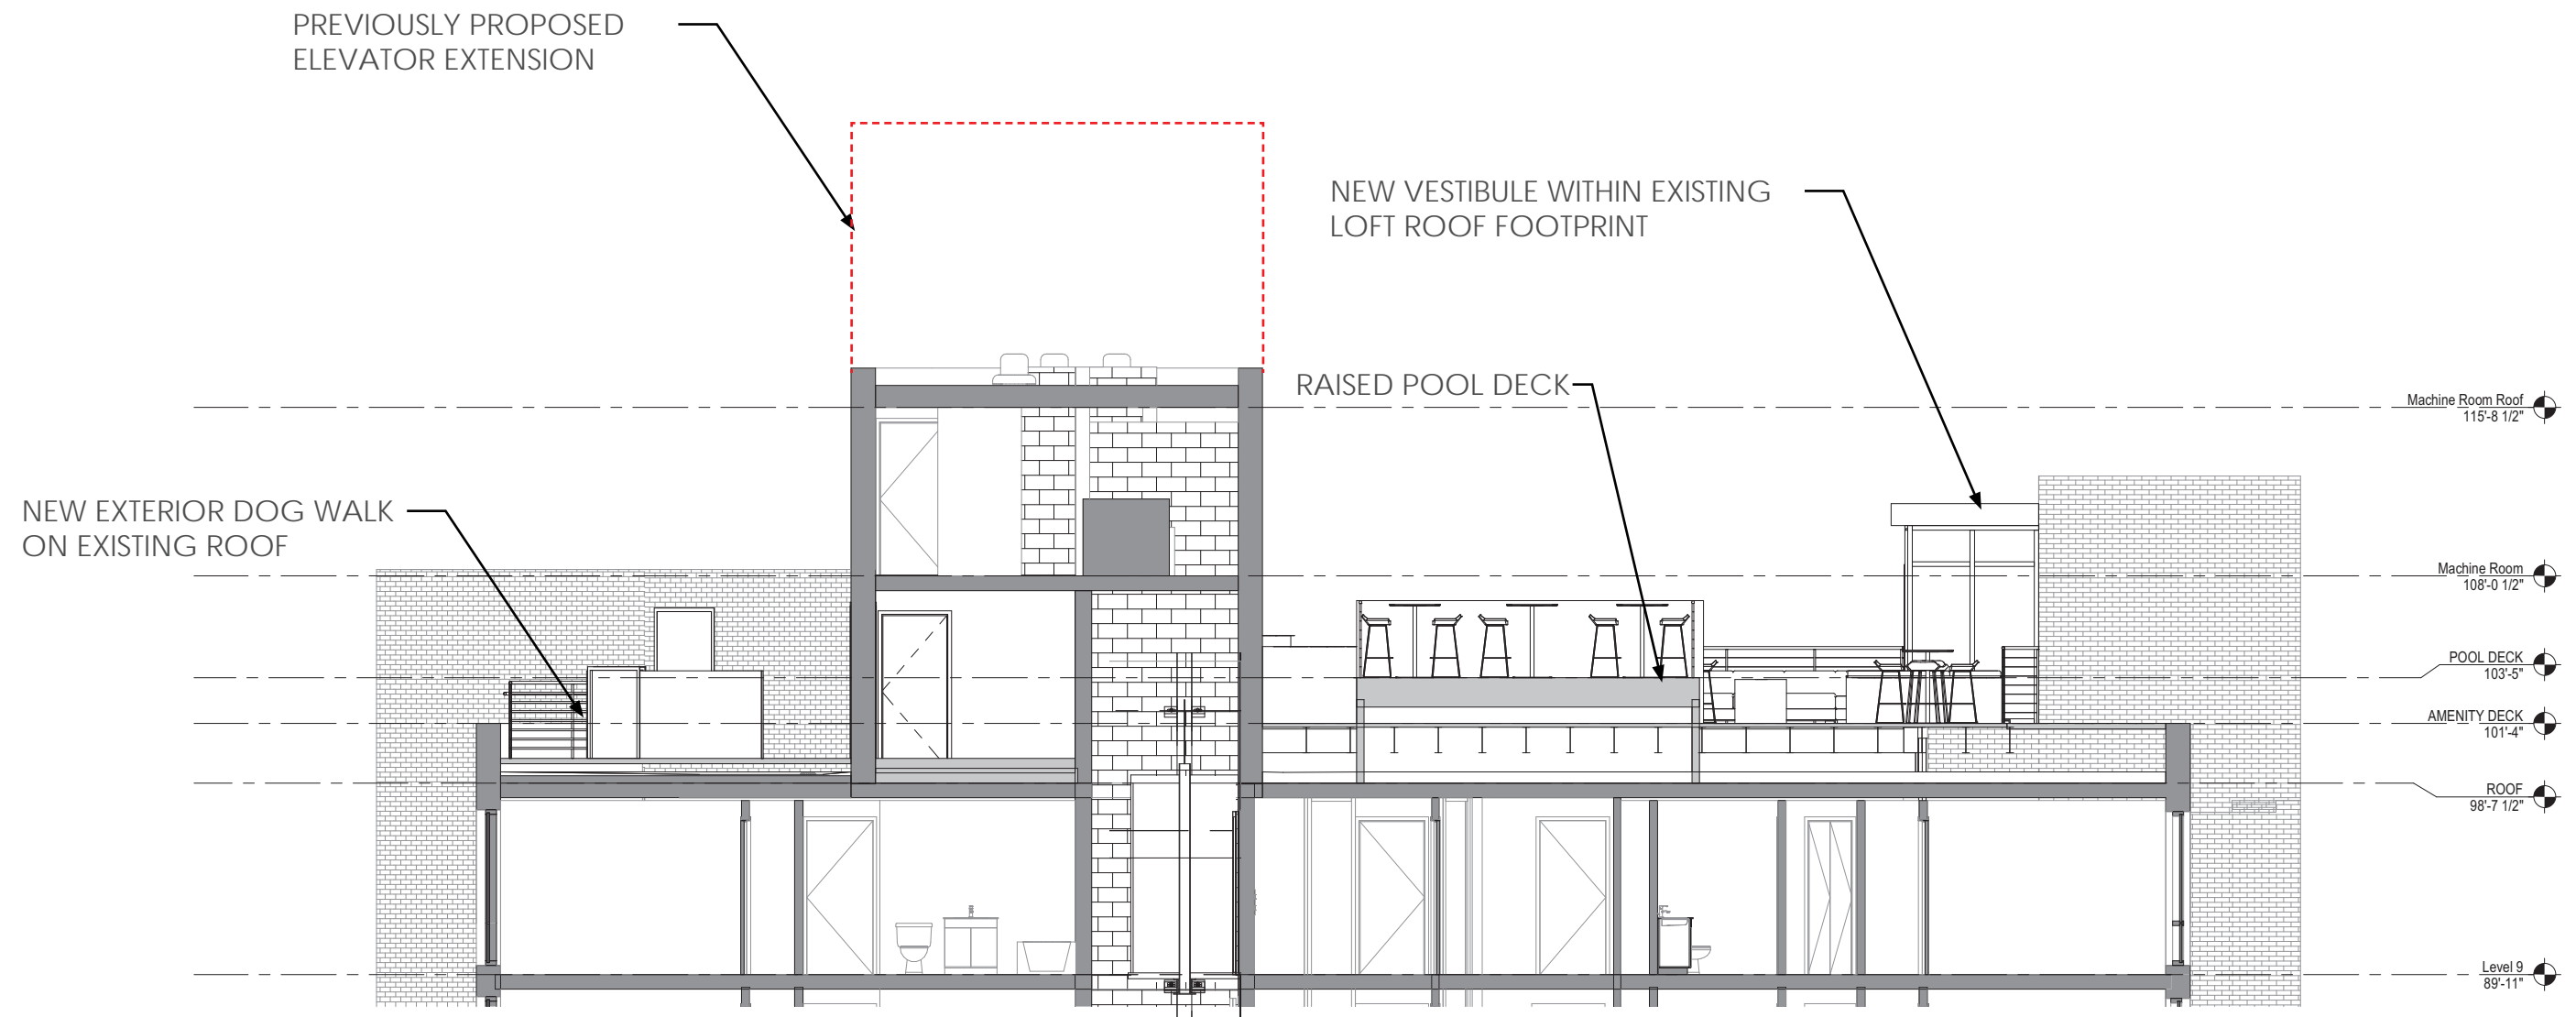 PREVIOUSLY PROPOSED
ELEVATOR EXTENSION
NEW VESTIBULE WITHIN EXISTING
LOFT ROOF FOOTPRINT
RAISED POOL DECK
NEW EXTERIOR DOG WALK
ON EXISTING ROOF
Machine Room Roof
115'-8 1/2"
Machine Room
108'-0 1/2"
POOL DECK
103'-5"
AMENITY DECK
101'-4"
ROOF
98'-7 1/2"
Level 9
89'-11"